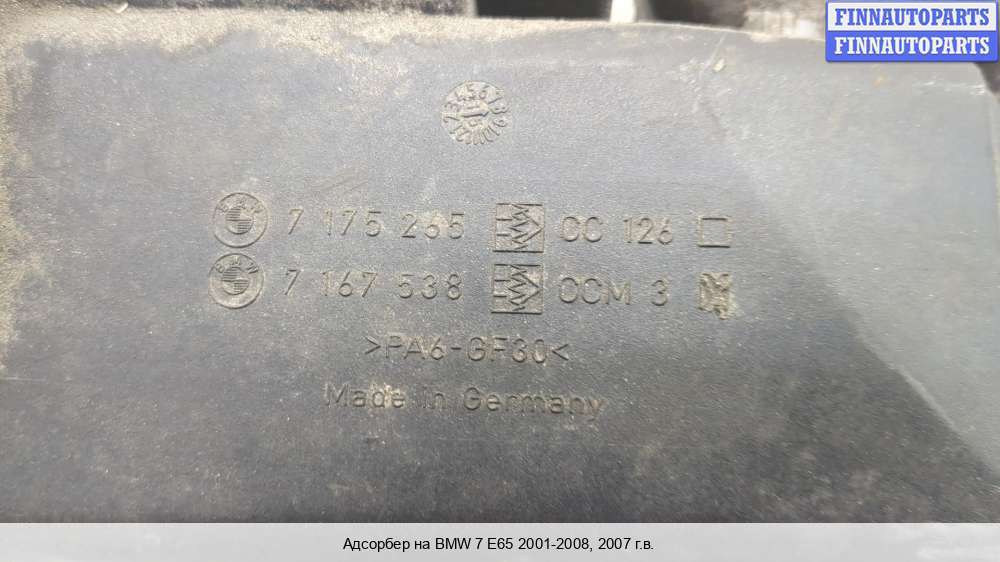 FINNAUTOPARTS
FINNAUTOPARTS
7 175 265 CC 126
7 167 538 CCM 3
>PA6-GF30<
Made in Germany
Адсорбер на BMW 7 E65 2001-2008, 2007 г.в.